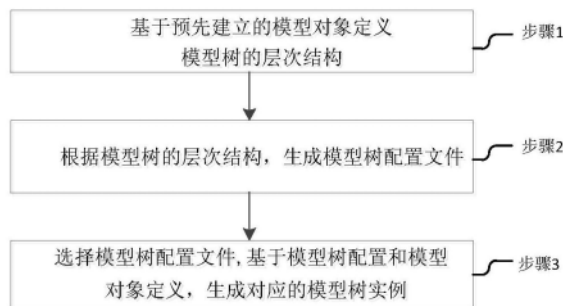 基于预先建立的模型对象定义
模型树的层次结构
步骤1
根据模型树的层次结构，生成模型树配置文件
步骤2
选择模型树配置文件,基于模型树配置和模型
对象定义，生成对应的模型树实例
步骤3